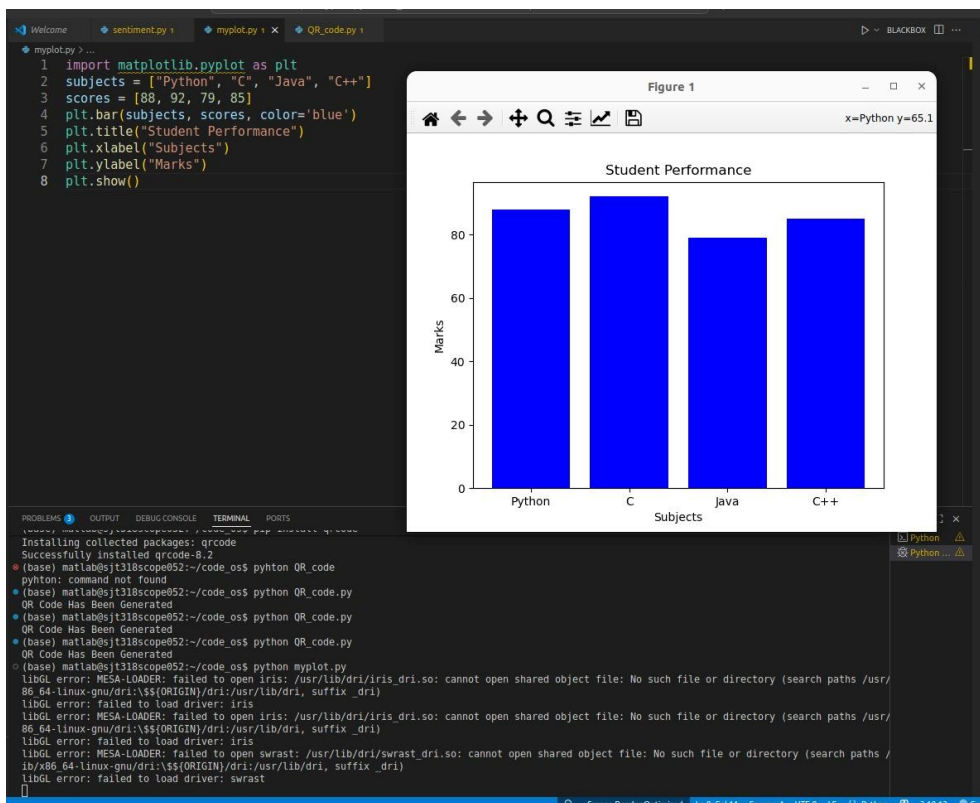 Welcome
sentiment.py 1
myplot.py 1
QR_code.py 1
BLACKBOX
myplot.py > ...
1 import matplotlib.pyplot as plt
2 subjects = ["Python", "C", "Java", "C++"]
3 scores = [88, 92, 79, 85]
4 plt.bar(subjects, scores, color='blue')
5 plt.title("Student Performance")
6 plt.xlabel("Subjects")
7 plt.ylabel("Marks")
8 plt.show()
Figure 1
x=Python y=65.1
Student Performance
80
60
40
20
0
Marks
Python C Java C++
Subjects
PROBLEMS 3 OUTPUT DEBUG CONSOLE TERMINAL PORTS
Python
Python ...
(base) matlab@sjt318scope052:~/code_os$ pip install qrcode
Installing collected packages: qrcode
Successfully installed qrcode-8.2
(base) matlab@sjt318scope052:~/code_os$ pyhton QR_code
pyhton: command not found
(base) matlab@sjt318scope052:~/code_os$ python QR_code.py
QR Code Has Been Generated
(base) matlab@sjt318scope052:~/code_os$ python QR_code.py
QR Code Has Been Generated
(base) matlab@sjt318scope052:~/code_os$ python QR_code.py
QR Code Has Been Generated
(base) matlab@sjt318scope052:~/code_os$ python myplot.py
libGL error: MESA-LOADER: failed to open iris: /usr/lib/dri/iris_dri.so: cannot open shared object file: No such file or directory (search paths /usr/
86_64-linux-gnu/dri:\$${ORIGIN}/dri:/usr/lib/dri, suffix _dri)
libGL error: failed to load driver: iris
libGL error: MESA-LOADER: failed to open iris: /usr/lib/dri/iris_dri.so: cannot open shared object file: No such file or directory (search paths /usr/
86_64-linux-gnu/dri:\$${ORIGIN}/dri:/usr/lib/dri, suffix _dri)
libGL error: failed to load driver: iris
libGL error: MESA-LOADER: failed to open swrast: /usr/lib/dri/swrast_dri.so: cannot open shared object file: No such file or directory (search paths /
ib/x86_64-linux-gnu/dri:\$${ORIGIN}/dri:/usr/lib/dri, suffix _dri)
libGL error: failed to load driver: swrast